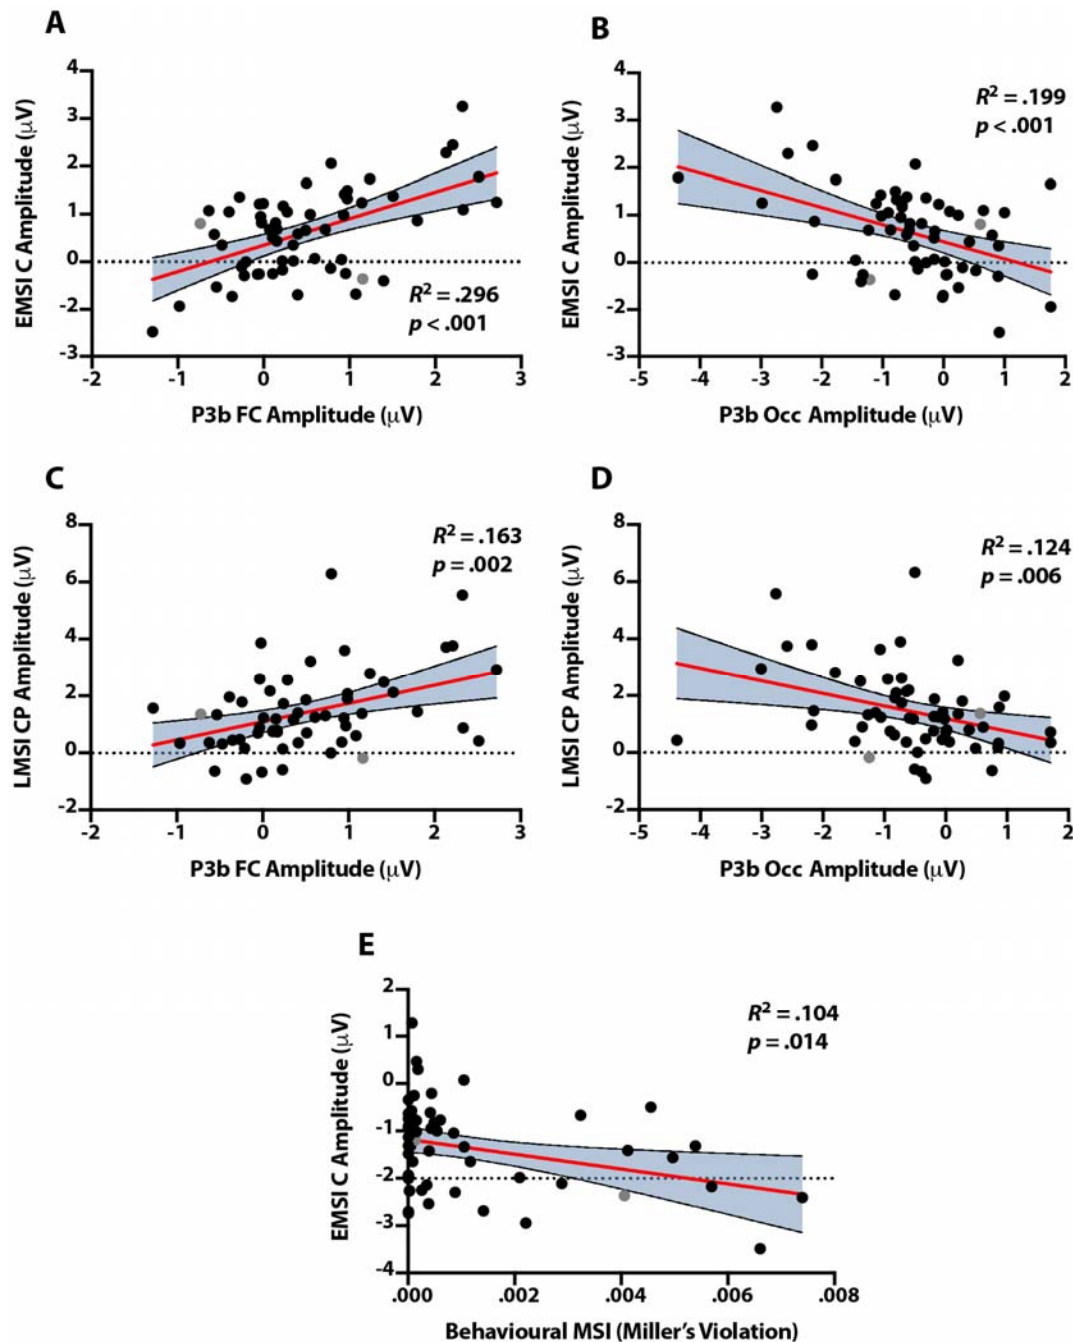 A
4
3
2
1
0
-1
-2
-3
EMSI C Amplitude (μV)
R² = .296
p < .001
-2 -1 0 1 2 3
P3b FC Amplitude (μV)
B
4
3
2
1
0
-1
-2
-3
EMSI C Amplitude (μV)
R² = .199
p < .001
-5 -4 -3 -2 -1 0 1 2
P3b Occ Amplitude (μV)
C
8
6
4
2
0
-2
LMSI CP Amplitude (μV)
R² = .163
p = .002
-2 -1 0 1 2 3
P3b FC Amplitude (μV)
D
8
6
4
2
0
-2
LMSI CP Amplitude (μV)
R² = .124
p = .006
-5 -4 -3 -2 -1 0 1 2
P3b Occ Amplitude (μV)
E
2
1
0
-1
-2
-3
-4
EMSI C Amplitude (μV)
R² = .104
p = .014
.000 .002 .004 .006 .008
Behavioural MSI (Miller's Violation)